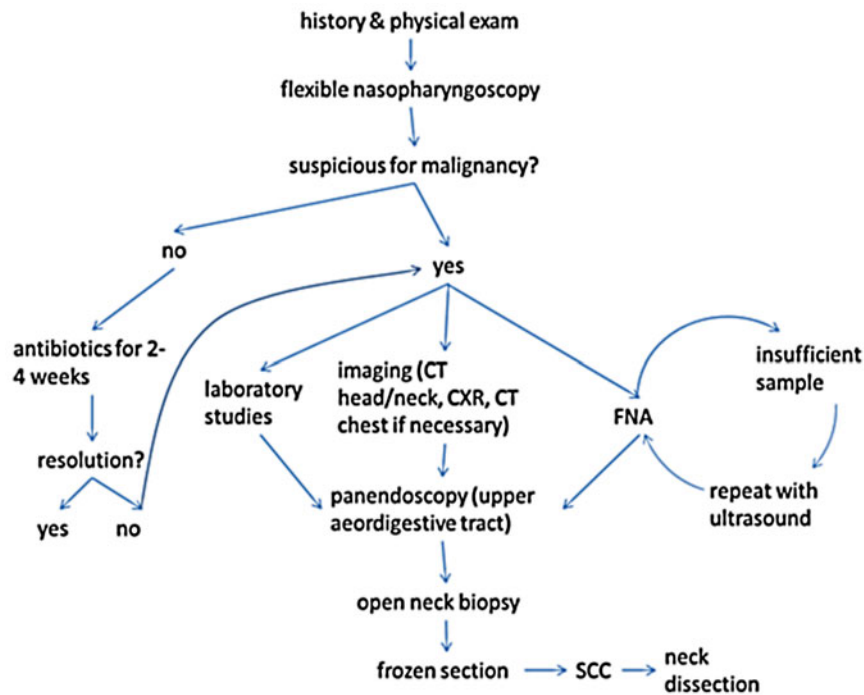 history & physical exam
flexible nasopharyngoscopy
suspicious for malignancy?
no
yes
antibiotics for 2-
4 weeks
resolution?
yes
no
laboratory
studies
imaging (CT
head/neck, CXR, CT
chest if necessary)
FNA
insufficient
sample
repeat with
ultrasound
panendoscopy (upper
aeordigestive tract)
open neck biopsy
frozen section
SCC
neck
dissection